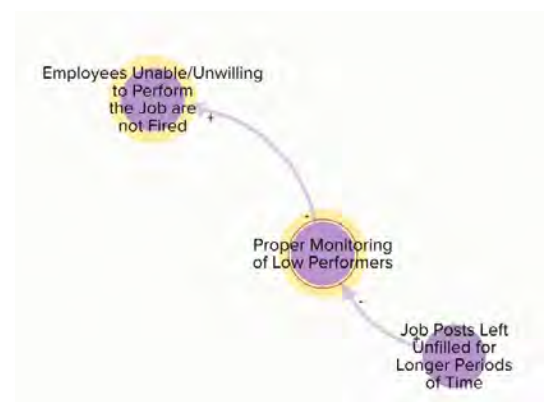 Employees Unable/Unwilling
to Perform
the Job are
not Fired
+
-
Proper Monitoring
of Low Performers
-
+
Job Posts Left
Unfilled for
Longer Periods
of Time